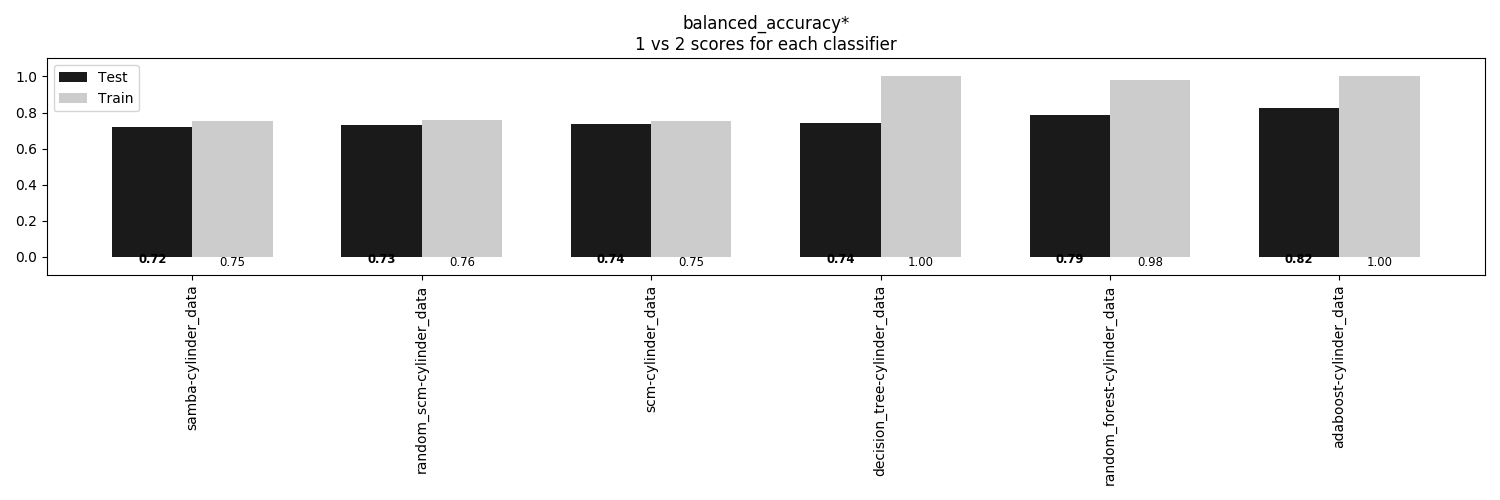 balanced_accuracy*
1 vs 2 scores for each classifier
Test
Train
1.0
0.8
0.6
0.4
0.2
0.0
0.72 0.75 0.73 0.76 0.74 0.75 0.74 1.00 0.79 0.98 0.82 1.00
samba-cylinder_data
random_scm-cylinder_data
scm-cylinder_data
decision_tree-cylinder_data
random_forest-cylinder_data
adaboost-cylinder_data